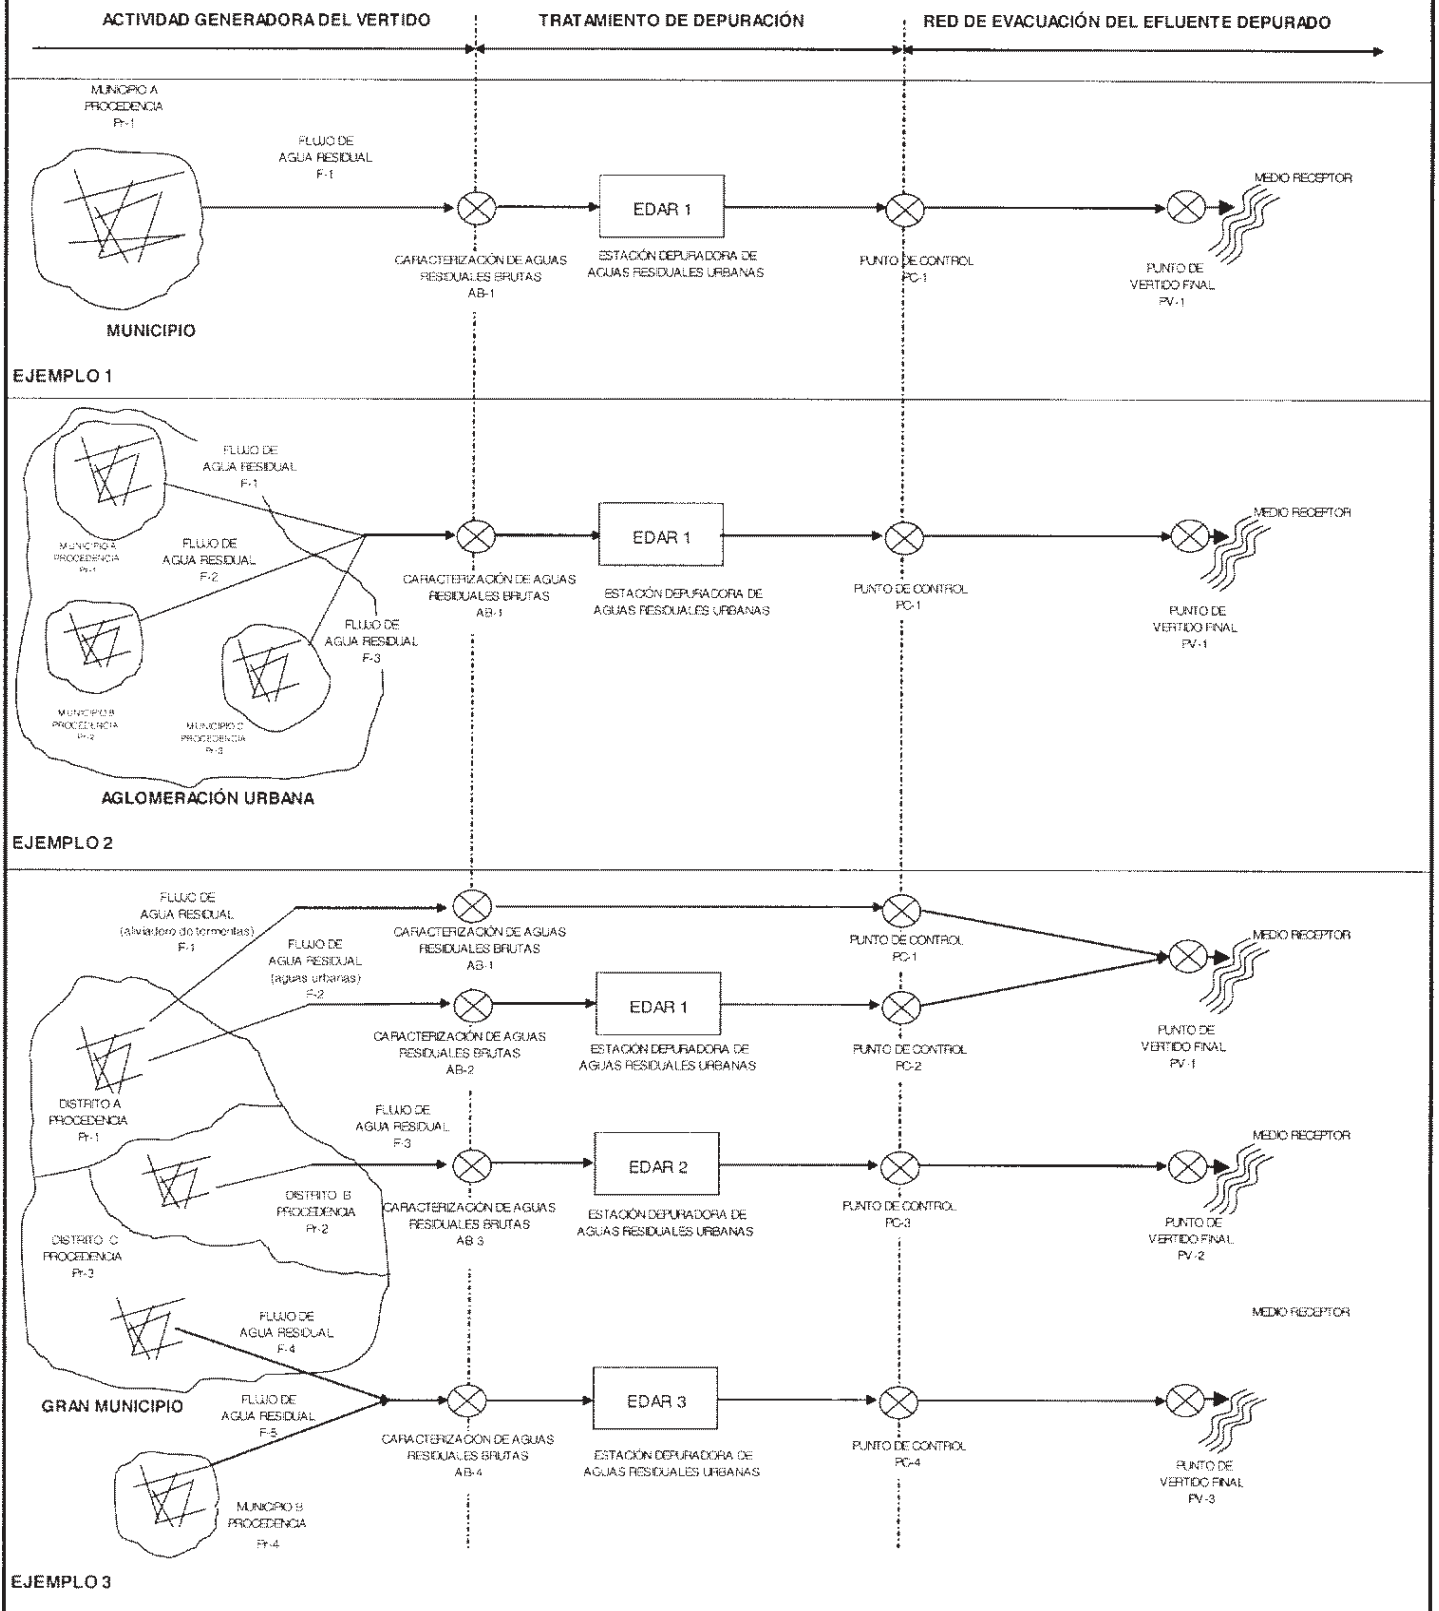 ACTIVIDAD GENERADORA DEL VERTIDO
TRATAMIENTO DE DEPURACIÓN
RED DE EVACUACIÓN DEL EFLUENTE DEPURADO
MUNICIPIO A
PROCEDENCIA
Pr-1
FLUJO DE
AGUA RESIDUAL
F-1
EDAR 1
MEDIO RECEPTOR
CARACTERIZACIÓN DE AGUAS
RESIDUALES BRUTAS
AB-1
ESTACIÓN DEPURADORA DE
AGUAS RESIDUALES URBANAS
PUNTO DE CONTROL
PC-1
PUNTO DE
VERTIDO FINAL
PV-1
MUNICIPIO
EJEMPLO 1
FLUJO DE
AGUA RESIDUAL
F-1
MUNICIPIO A
PROCEDENCIA
Pr-1
FLUJO DE
AGUA RESIDUAL
F-2
EDAR 1
MEDIO RECEPTOR
CARACTERIZACIÓN DE AGUAS
RESIDUALES BRUTAS
AB-1
ESTACIÓN DEPURADORA DE
AGUAS RESIDUALES URBANAS
PUNTO DE CONTROL
PC-1
PUNTO DE
VERTIDO FINAL
PV-1
FLUJO DE
AGUA RESIDUAL
F-3
MUNICIPIO B
PROCEDENCIA
Pr-2
MUNICIPIO C
PROCEDENCIA
Pr-3
AGLOMERACIÓN URBANA
EJEMPLO 2
FLUJO DE
AGUA RESIDUAL
(aliviadero de tormentas)
F-1
CARACTERIZACIÓN DE AGUAS
RESIDUALES BRUTAS
AB-1
PUNTO DE CONTROL
PC-1
MEDIO RECEPTOR
FLUJO DE
AGUA RESIDUAL
(aguas urbanas)
F-2
EDAR 1
CARACTERIZACIÓN DE AGUAS
RESIDUALES BRUTAS
AB-2
ESTACIÓN DEPURADORA DE
AGUAS RESIDUALES URBANAS
PUNTO DE CONTROL
PC-2
PUNTO DE
VERTIDO FINAL
PV-1
DISTRITO A
PROCEDENCIA
Pr-1
FLUJO DE
AGUA RESIDUAL
F-3
EDAR 2
MEDIO RECEPTOR
DISTRITO B
PROCEDENCIA
Pr-2
CARACTERIZACIÓN DE AGUAS
RESIDUALES BRUTAS
AB 3
ESTACIÓN DEPURADORA DE
AGUAS RESIDUALES URBANAS
PUNTO DE CONTROL
PC-3
PUNTO DE
VERTIDO FINAL
PV-2
DISTRITO C
PROCEDENCIA
Pr-3
FLUJO DE
AGUA RESIDUAL
F-4
MEDIO RECEPTOR
GRAN MUNICIPIO
FLUJO DE
AGUA RESIDUAL
F-5
EDAR 3
CARACTERIZACIÓN DE AGUAS
RESIDUALES BRUTAS
AB-4
ESTACIÓN DEPURADORA DE
AGUAS RESIDUALES URBANAS
PUNTO DE CONTROL
PC-4
PUNTO DE
VERTIDO FINAL
PV-3
MUNICIPIO B
PROCEDENCIA
Pr-4
EJEMPLO 3